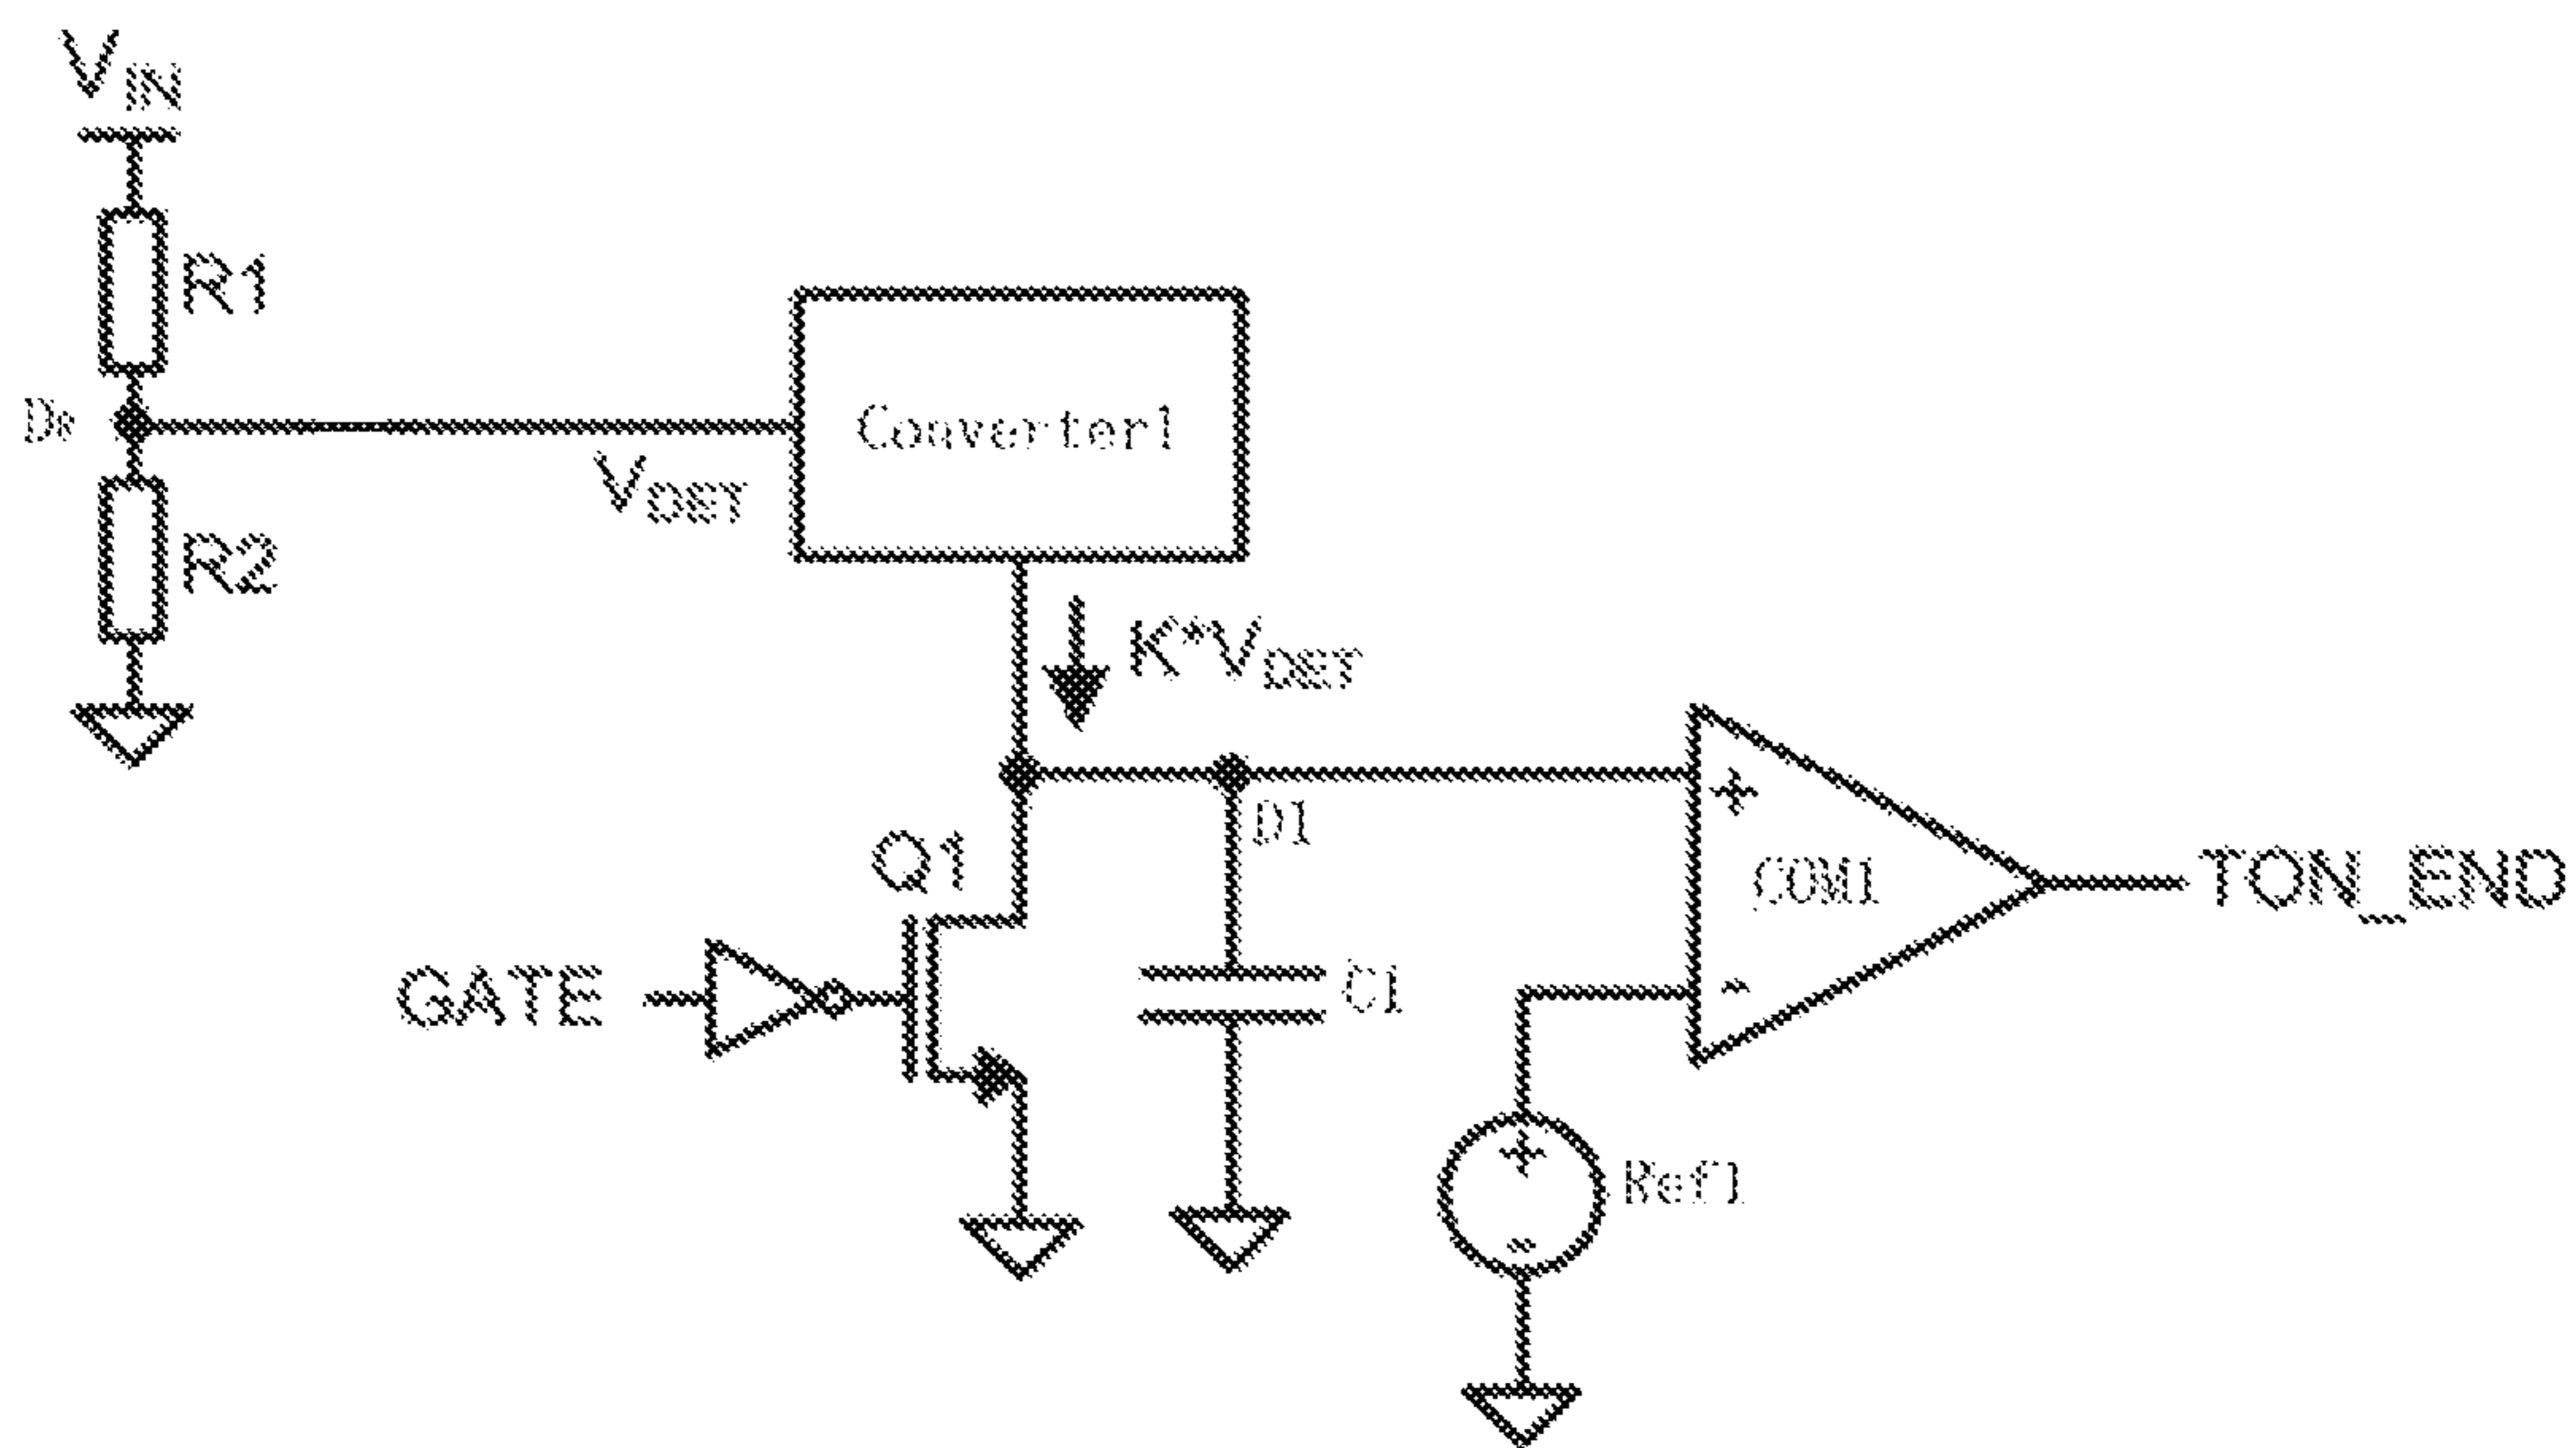 VIN
R1
Converter1
VDET
R2
K*VDET
D1
Q1
+
COM1
TON_END
GATE
C1
-
+
Ref1
-